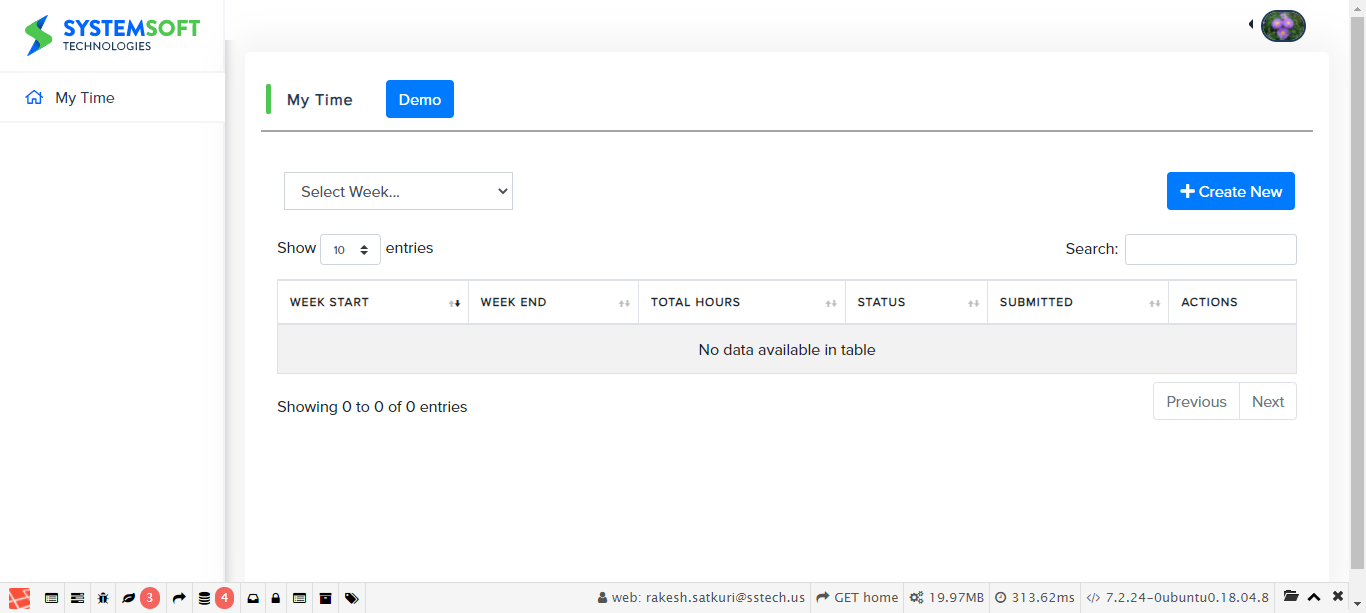 SYSTEMSOFT
TECHNOLOGIES
My Time
My Time
Demo
Select Week...
Create New
Show 10 entries
Search:
WEEK START WEEK END TOTAL HOURS STATUS SUBMITTED ACTIONS
No data available in table
Showing 0 to 0 of 0 entries
Previous Next
3 4 web: rakesh.satkuri@sstech.us GET home 19.97MB 313.62ms </> 7.2.24-0ubuntu0.18.04.8